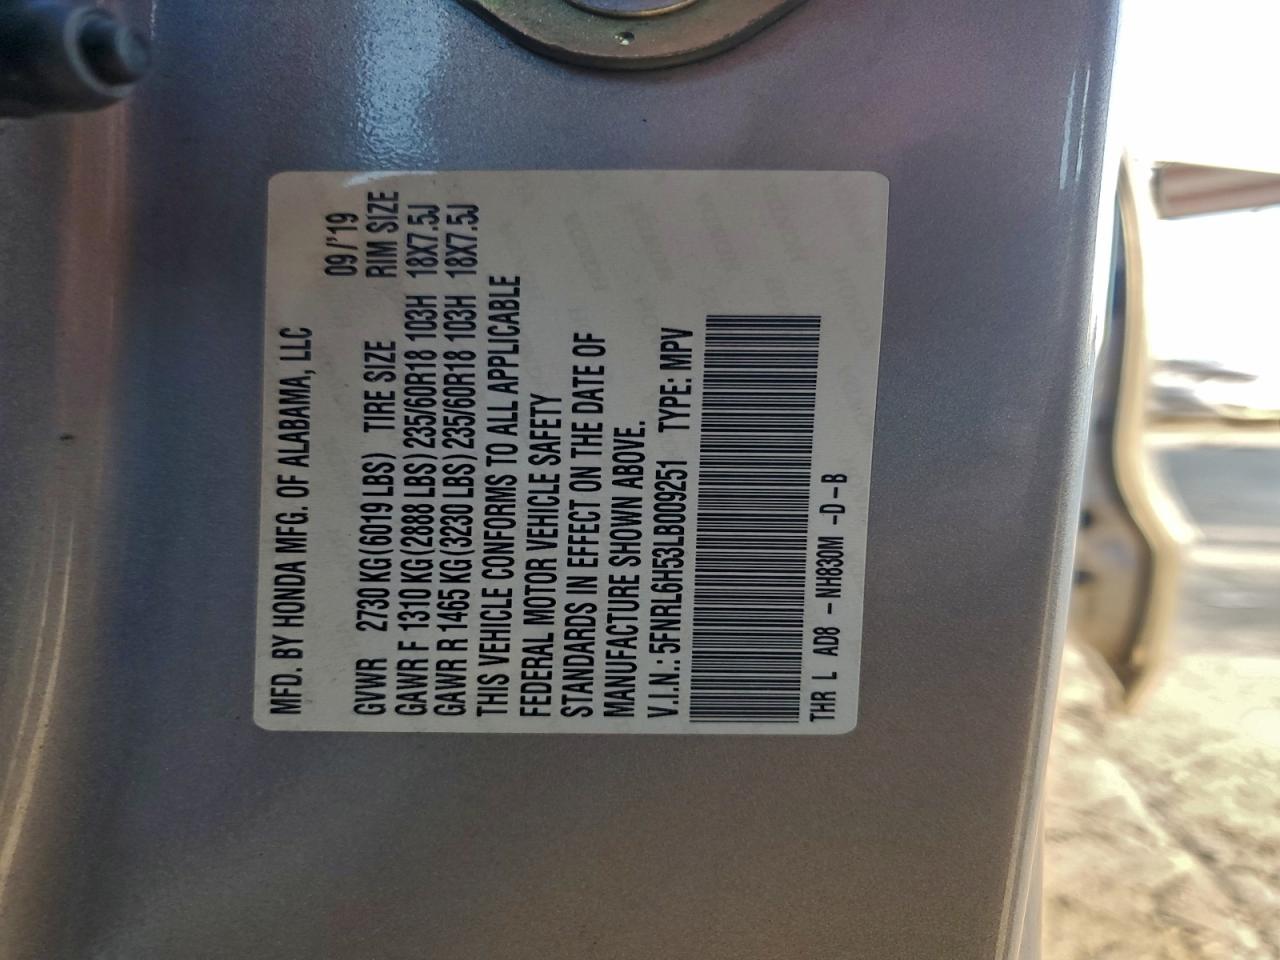 MFD. BY HONDA MFG. OF ALABAMA, LLC
09/'19
GVWR 2730 KG(6019 LBS) TIRE SIZE RIM SIZE
GAWR F 1310 KG(2888 LBS) 235/60R18 103H 18X7.5J
GAWR R 1465 KG(3230 LBS) 235/60R18 103H 18X7.5J
THIS VEHICLE CONFORMS TO ALL APPLICABLE
FEDERAL MOTOR VEHICLE SAFETY
STANDARDS IN EFFECT ON THE DATE OF
MANUFACTURE SHOWN ABOVE.
V.I.N.: 5FNRL6H53LB009251 TYPE: MPV
THR L AD8 - NH830M -D-B